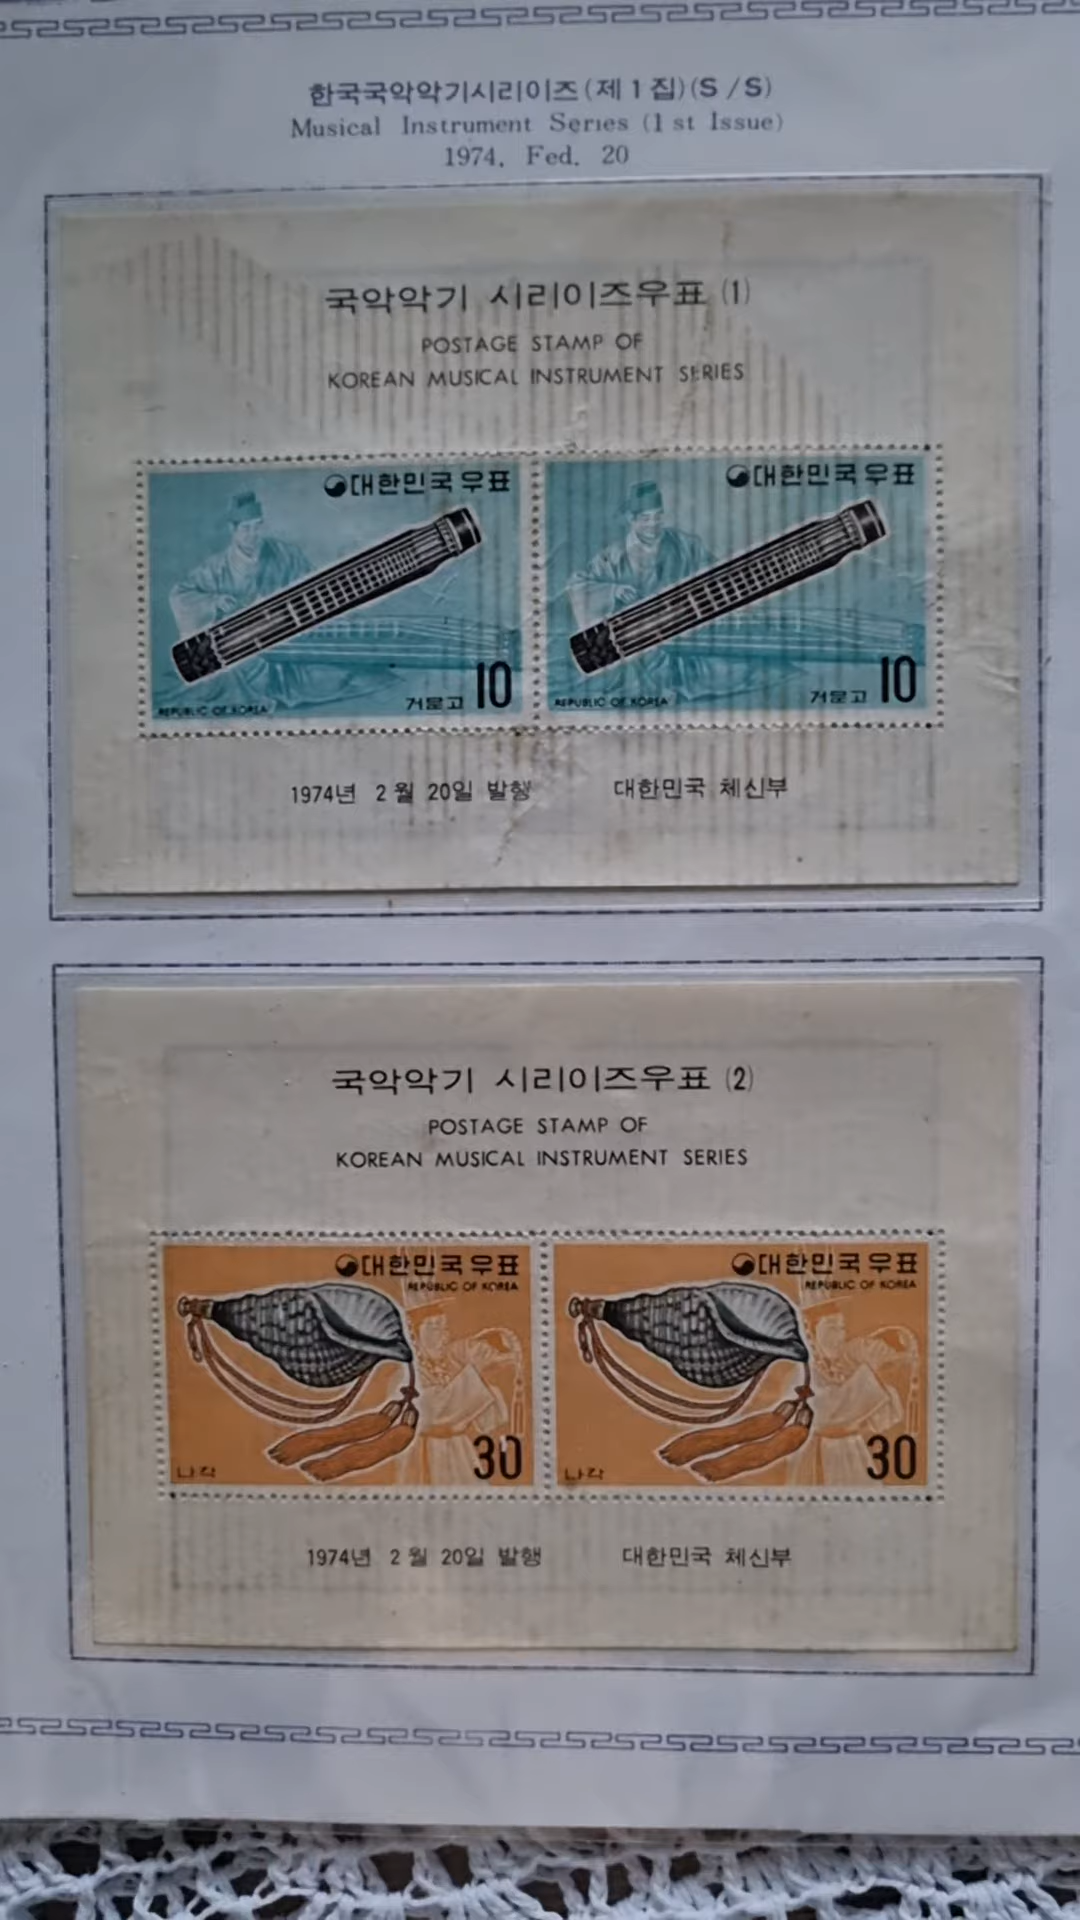 한국국악악기시리이즈(제1집)(S/S)
Musical Instrument Series (1 st Issue)
1974. Fed. 20
국악악기 시리이즈우표 (1)
POSTAGE STAMP OF
KOREAN MUSICAL INSTRUMENT SERIES
대한민국우표
대한민국우표
REPUBLIC OF KOREA
거문고 10
REPUBLIC OF KOREA
거문고 10
1974년 2월 20일 발행 대한민국 체신부
국악악기 시리이즈우표 (2)
POSTAGE STAMP OF
KOREAN MUSICAL INSTRUMENT SERIES
대한민국우표
REPUBLIC OF KOREA
대한민국우표
REPUBLIC OF KOREA
나각 30
나각 30
1974년 2월 20일 발행 대한민국 체신부